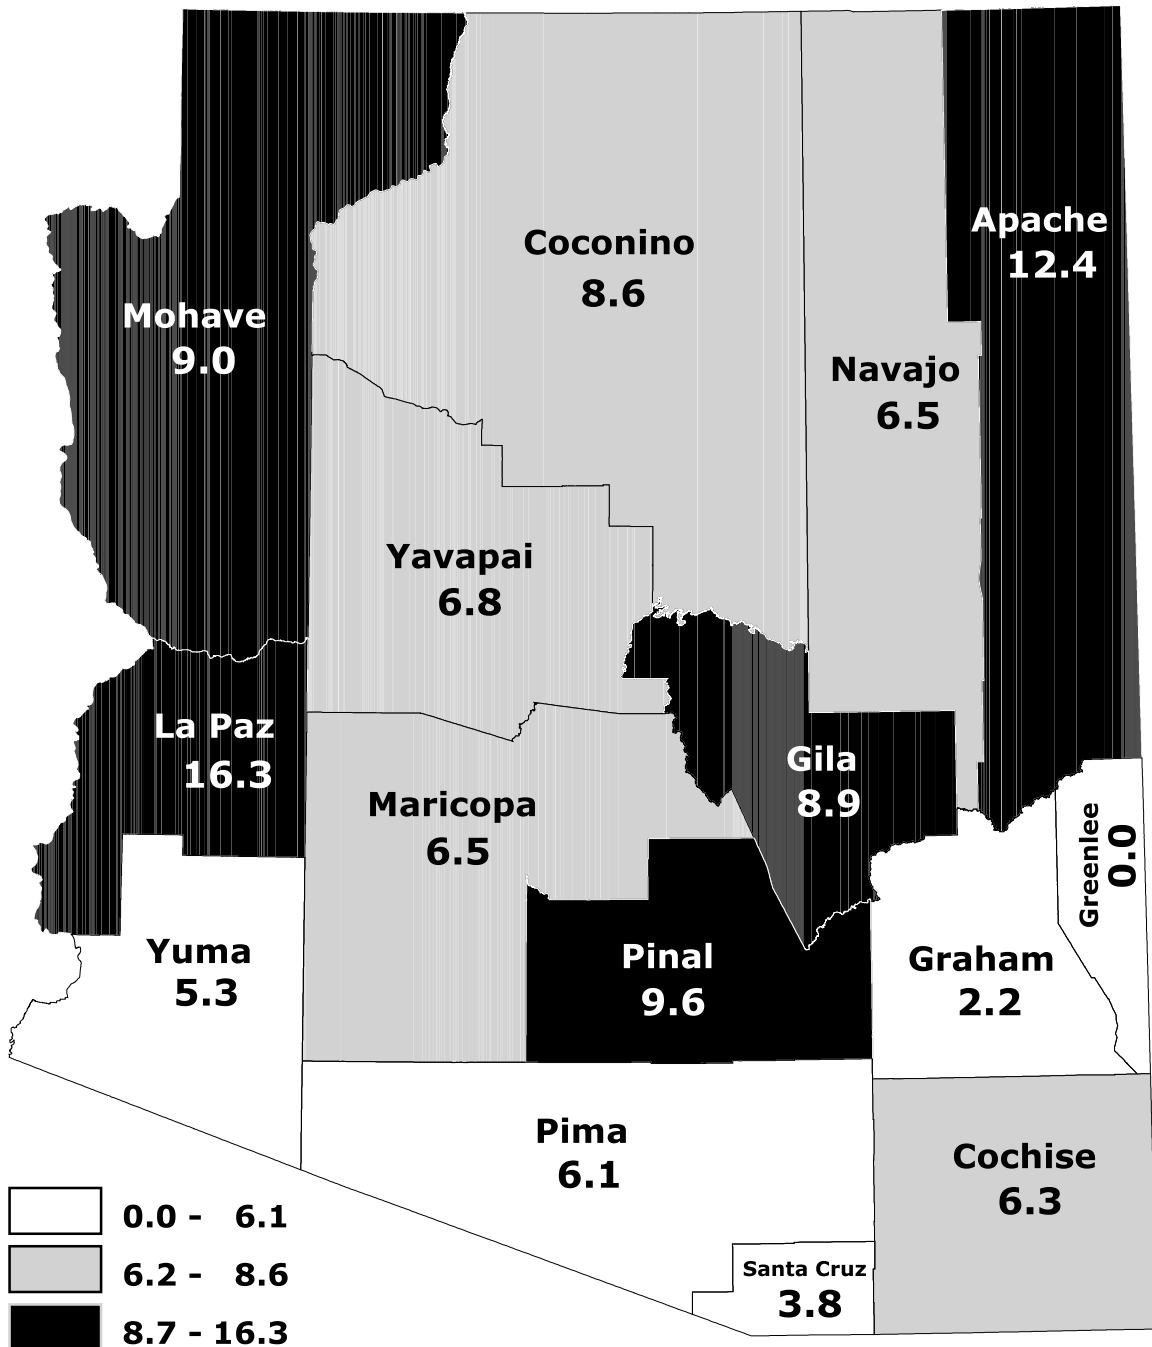 Apache
12.4
Coconino
8.6
Mohave
9.0
Navajo
6.5
Yavapai
6.8
La Paz
16.3
Gila
8.9
Maricopa
6.5
Greenlee
0.0
Yuma
5.3
Pinal
9.6
Graham
2.2
Pima
6.1
Cochise
6.3
Santa Cruz
3.8
0.0 - 6.1
6.2 - 8.6
8.7 - 16.3